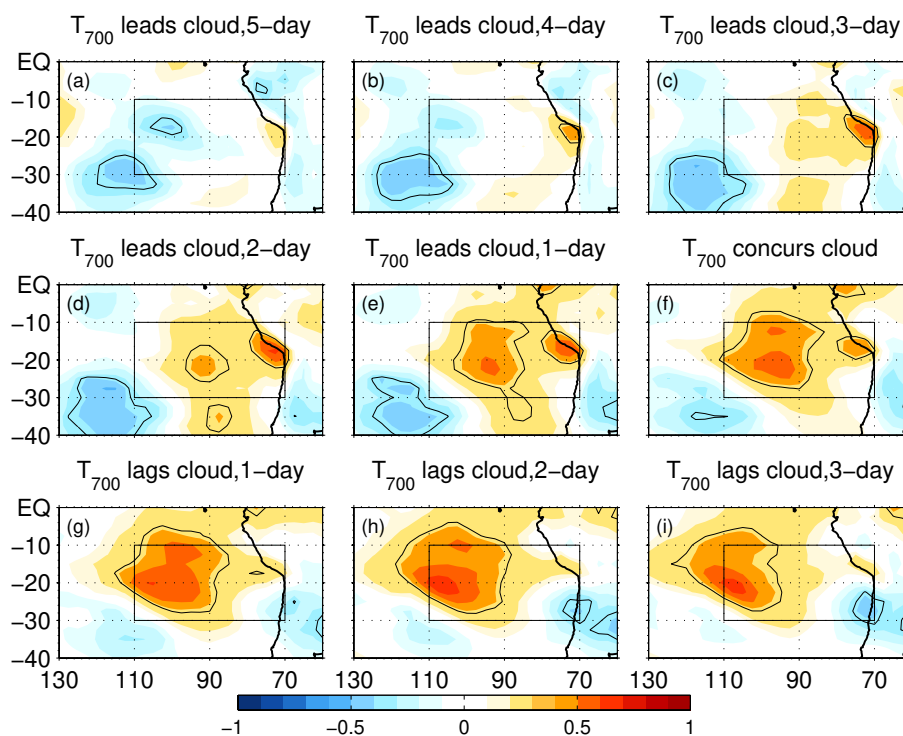 T700 leads cloud,5−day
T700 leads cloud,4−day
T700 leads cloud,3−day
EQ
−10
−20
−30
−40
(a)
(b)
(c)
T700 leads cloud,2−day
T700 leads cloud,1−day
T700 concurs cloud
EQ
−10
−20
−30
−40
(d)
(e)
(f)
T700 lags cloud,1−day
T700 lags cloud,2−day
T700 lags cloud,3−day
EQ
−10
−20
−30
−40
(g)
(h)
(i)
130 110 90 70
130 110 90 70
130 110 90 70
−1 −0.5 0 0.5 1